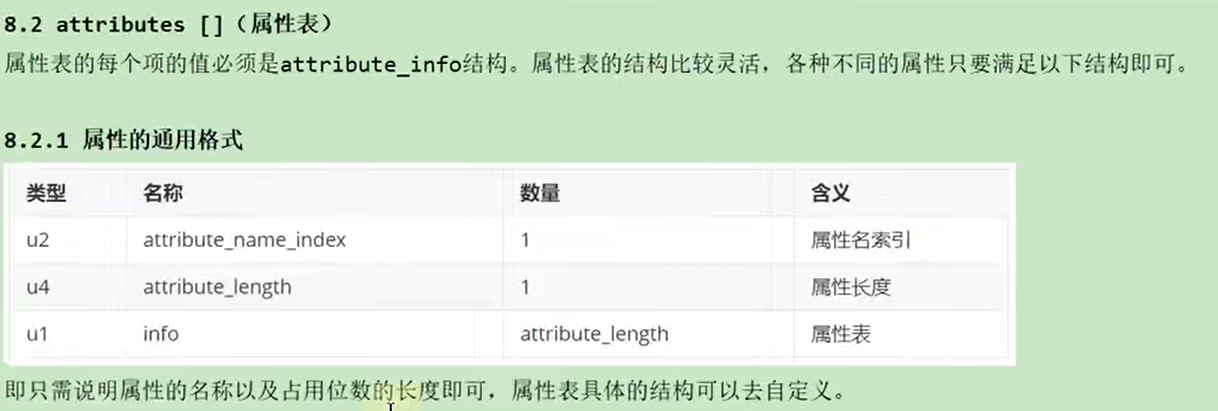 8.2 attributes []（属性表）
属性表的每个项的值必须是attribute_info结构。属性表的结构比较灵活，各种不同的属性只要满足以下结构即可。
8.2.1 属性的通用格式
类型 名称 数量 含义
u2 attribute_name_index 1 属性名索引
u4 attribute_length 1 属性长度
u1 info attribute_length 属性表
即只需说明属性的名称以及占用位数的长度即可，属性表具体的结构可以去自定义。